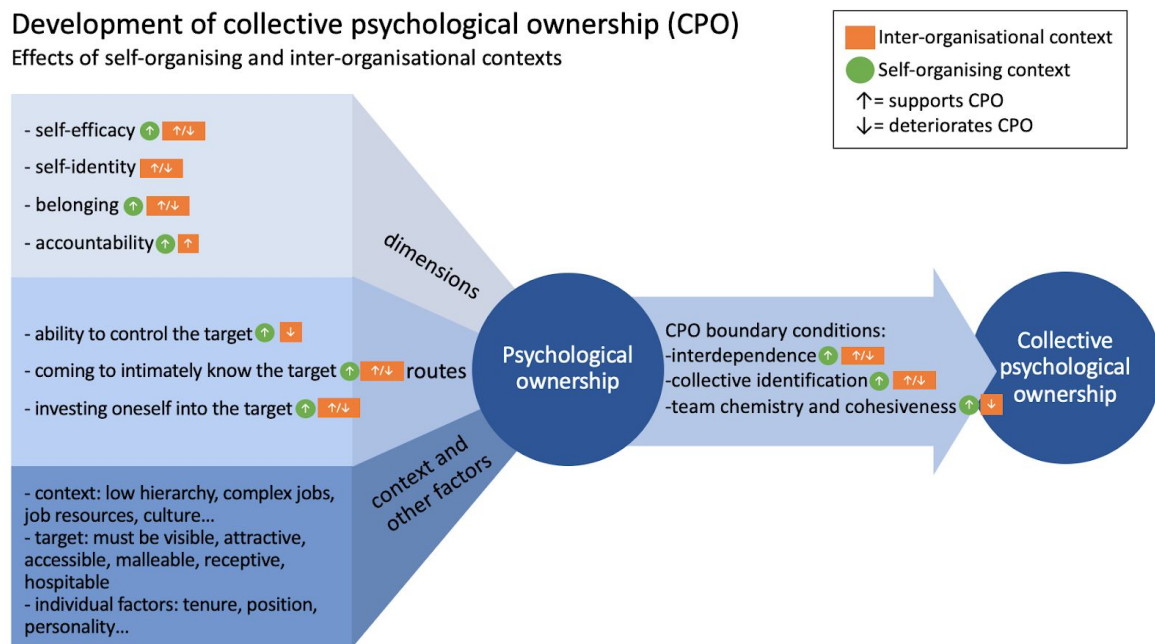 Development of collective psychological ownership (CPO)
Effects of self-organising and inter-organisational contexts
Inter-organisational context
Self-organising context
↑= supports CPO
↓= deteriorates CPO
- self-efficacy ↑ ↑/↓
- self-identity ↑/↓
- belonging ↑ ↑/↓
- accountability ↑ ↑
dimensions
- ability to control the target ↑ ↓
- coming to intimately know the target ↑ ↑/↓
- investing oneself into the target ↑ ↑/↓
routes
- context: low hierarchy, complex jobs,
job resources, culture...
- target: must be visible, attractive,
accessible, malleable, receptive,
hospitable
- individual factors: tenure, position,
personality...
context and
other factors
Psychological
ownership
CPO boundary conditions:
-interdependence ↑ ↑/↓
-collective identification ↑ ↑/↓
-team chemistry and cohesiveness ↑ ↓
Collective
psychological
ownership